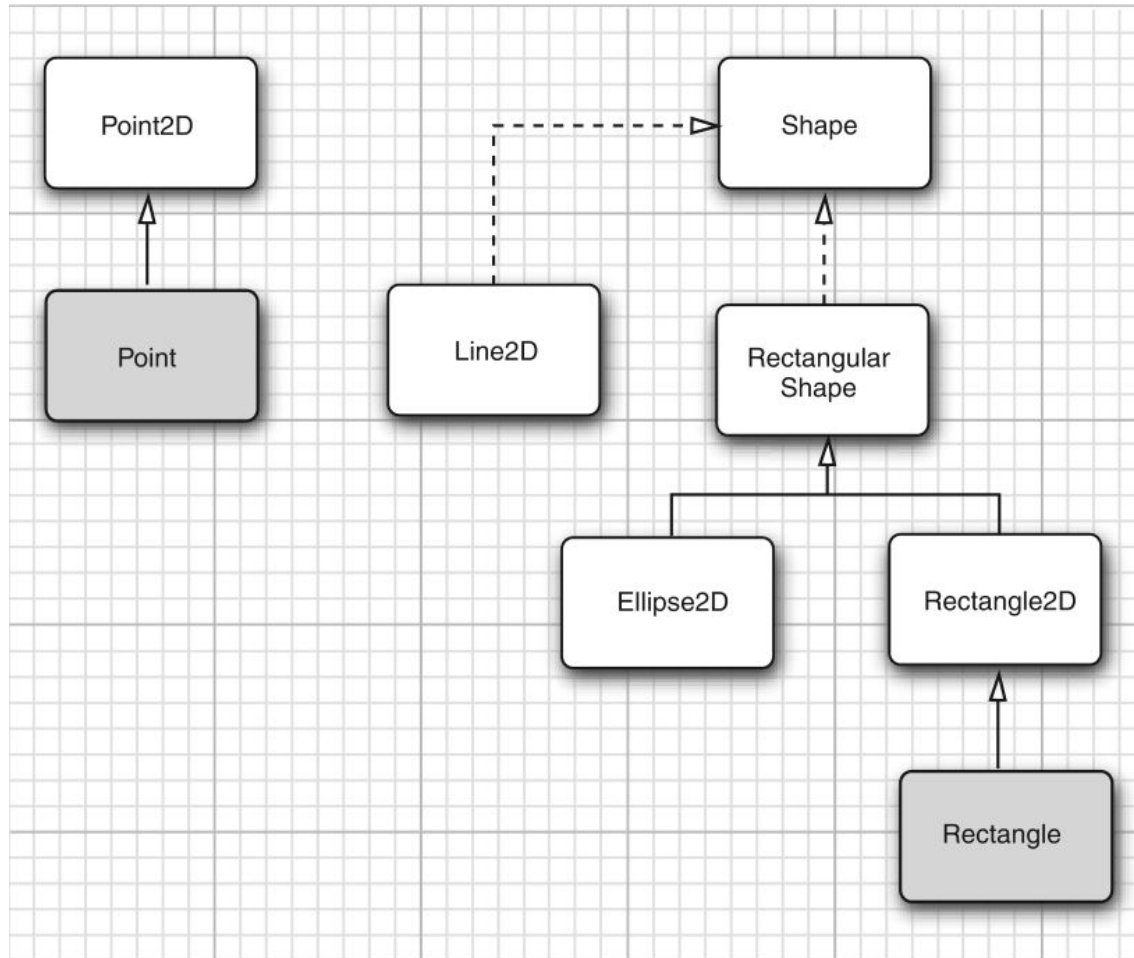 Point2D
Shape
Point
Line2D
Rectangular
Shape
Ellipse2D
Rectangle2D
Rectangle